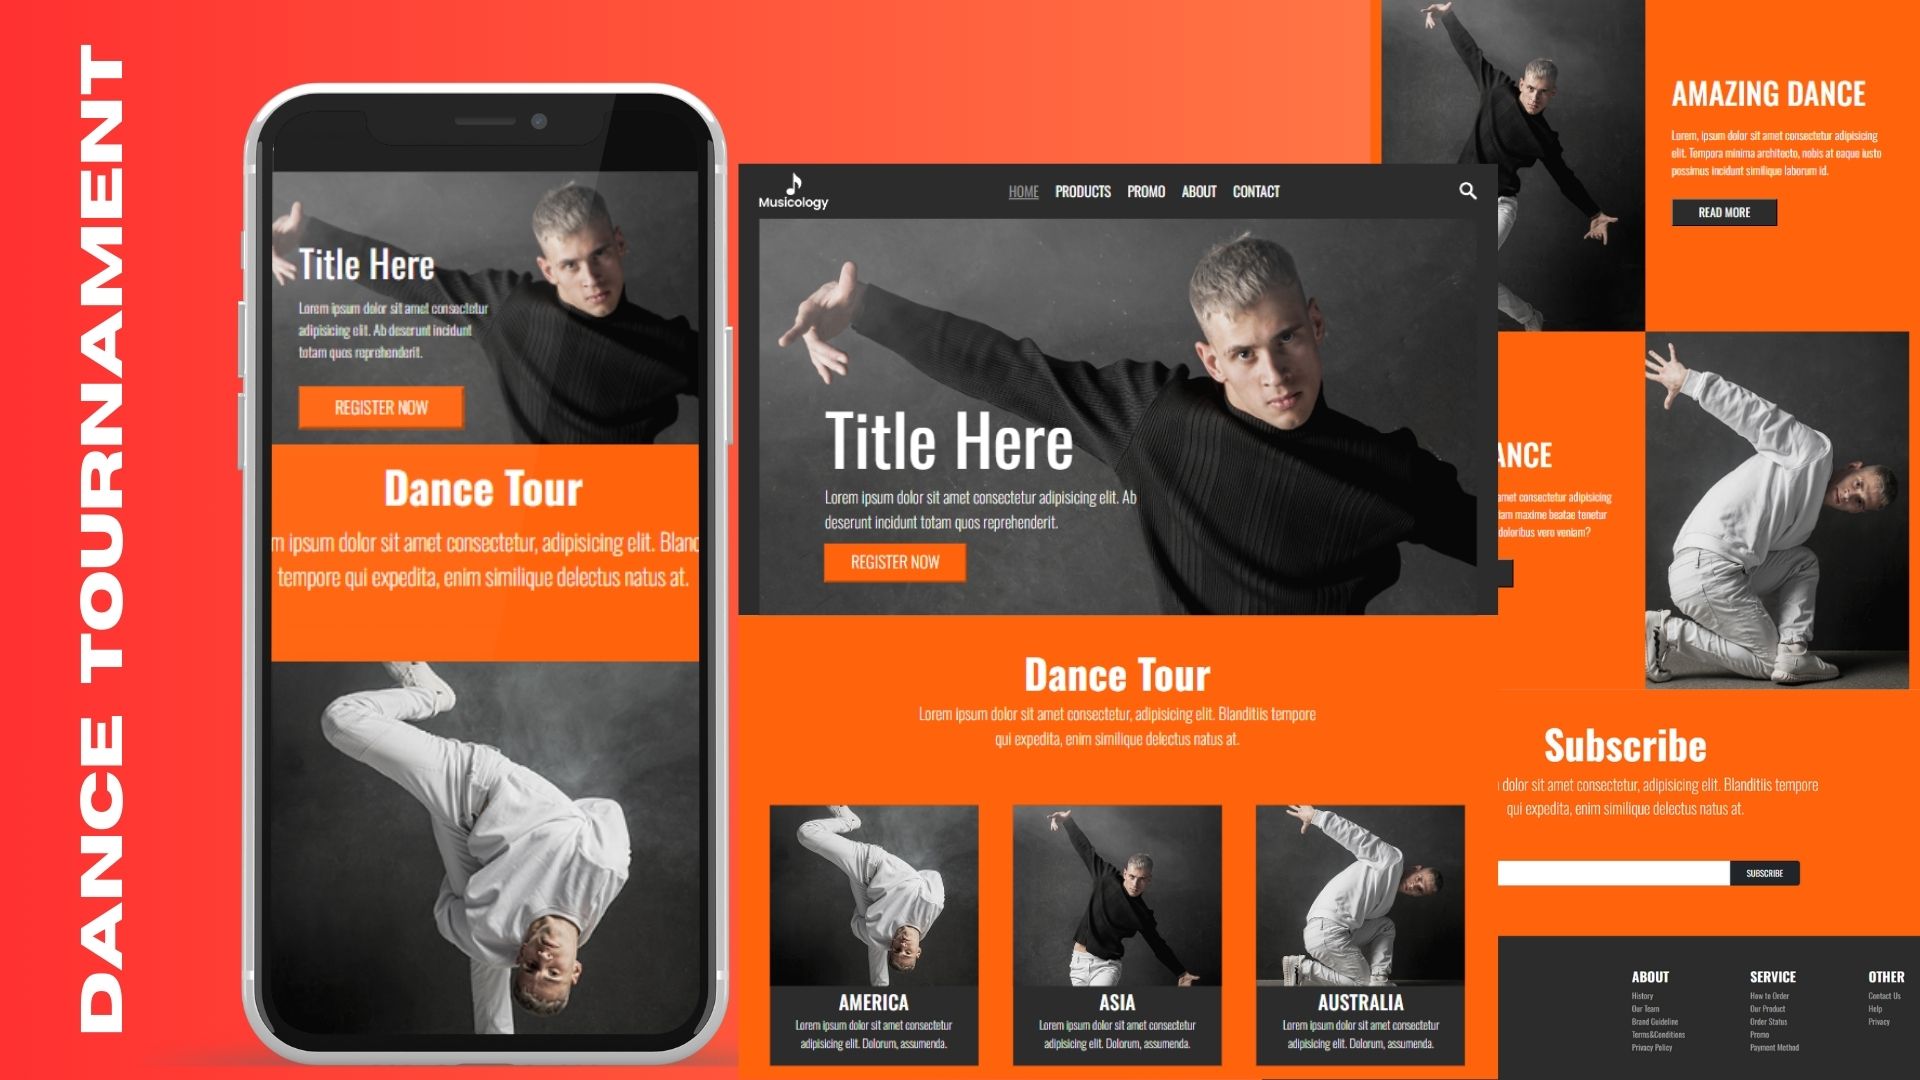 DANCE TOURNAMENT
Title Here
Lorem ipsum dolor sit amet consectetur
adipisicing elit. Ab deserunt incidunt
totam quos reprehenderit.
REGISTER NOW
Dance Tour
m ipsum dolor sit amet consectetur, adipisicing elit. Bland
tempore qui expedita, enim similique delectus natus at.
Musicology
HOME PRODUCTS PROMO ABOUT CONTACT
Title Here
Lorem ipsum dolor sit amet consectetur adipisicing elit. Ab
deserunt incidunt totam quos reprehenderit.
REGISTER NOW
Dance Tour
Lorem ipsum dolor sit amet consectetur, adipisicing elit. Blanditiis tempore
qui expedita, enim similique delectus natus at.
AMERICA
Lorem ipsum dolor sit amet consectetur
adipisicing elit. Dolorum, assumenda.
ASIA
Lorem ipsum dolor sit amet consectetur
adipisicing elit. Dolorum, assumenda.
AUSTRALIA
Lorem ipsum dolor sit amet consectetur
adipisicing elit. Dolorum, assumenda.
AMAZING DANCE
Lorem, ipsum dolor sit amet consectetur adipisicing
elit. Tempora minima architecto, nobis at eaque iusto
possimus incidunt similique laborum id.
READ MORE
ANCE
amet consectetur adipisicing
iam maxime beatae tenetur
doloribus vero veniam?
Subscribe
dolor sit amet consectetur, adipisicing elit. Blanditiis tempore
qui expedita, enim similique delectus natus at.
SUBSCRIBE
ABOUT
History
Our Team
Brand Guideline
Terms&Conditions
Privacy Policy
SERVICE
How to Order
Our Product
Order Status
Promo
Payment Method
OTHER
Contact Us
Help
Privacy